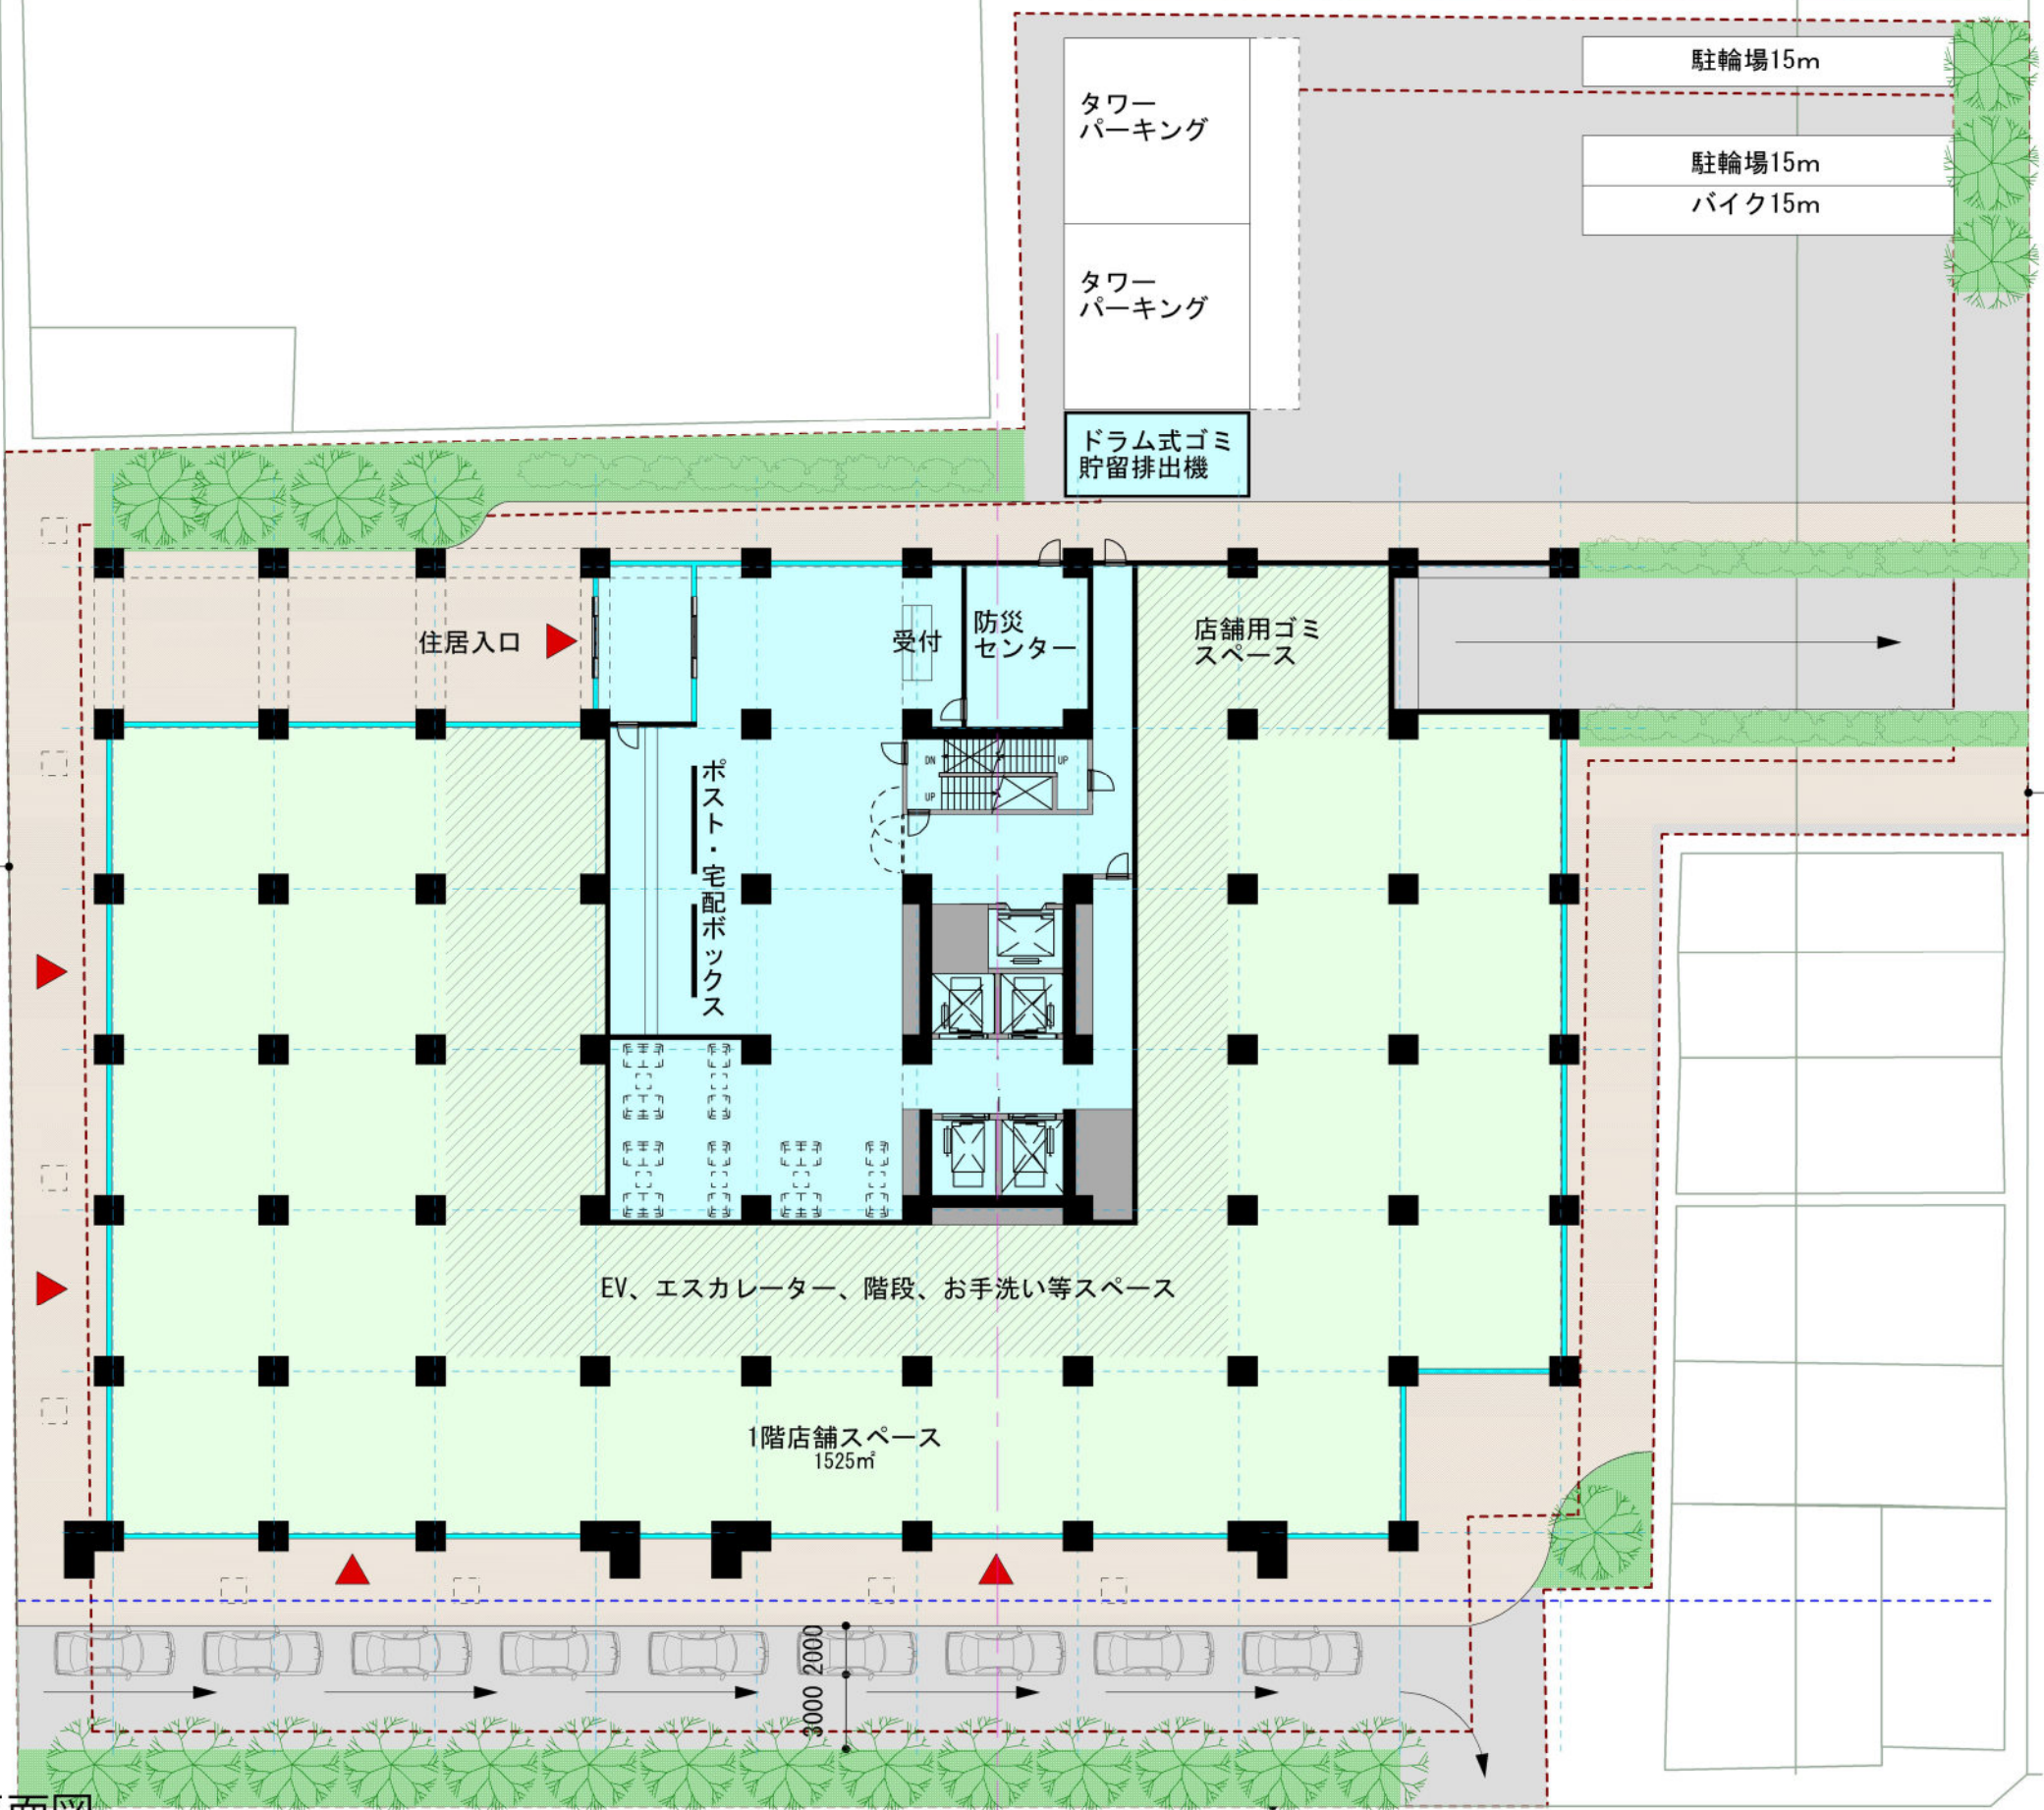 駐輪場15m
タワー
パーキング
駐輪場15m
バイク15m
タワー
パーキング
ドラム式ゴミ
貯留排出機
住居入口
受付
防災
センター
店舗用ゴミ
スペース
DN
UP
UP
ポスト・宅配ボックス
EV、エスカレーター、階段、お手洗い等スペース
1階店舗スペース
1525㎡
2000
3000
面図